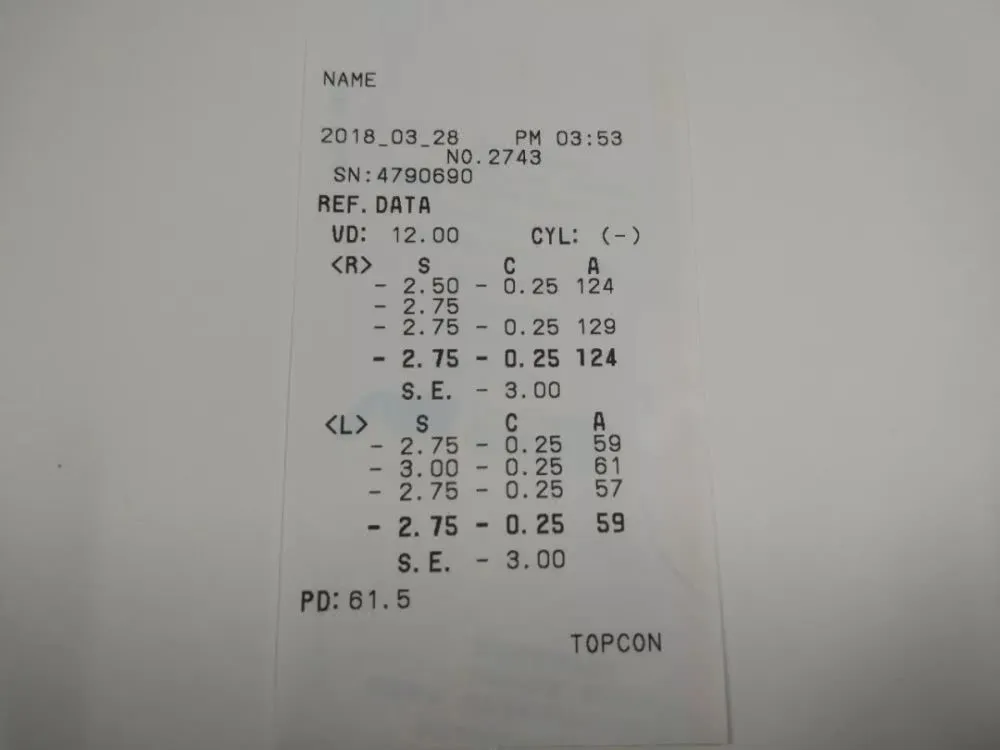 NAME
2018_03_28 PM 03:53
NO.2743
SN:4790690
REF.DATA
VD: 12.00 CYL: (-)
<R> S C A
- 2.50 - 0.25 124
- 2.75
- 2.75 - 0.25 129
- 2.75 - 0.25 124
S.E. - 3.00
<L> S C A
- 2.75 - 0.25 59
- 3.00 - 0.25 61
- 2.75 - 0.25 57
- 2.75 - 0.25 59
S.E. - 3.00
PD: 61.5
TOPCON